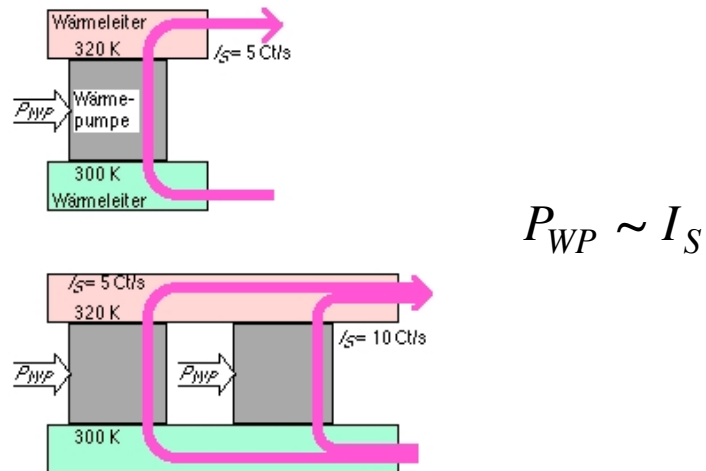 Wärmeleiter
320 K
I_S= 5 Ct/s
P_WP
Wärme-
pumpe
300 K
Wärmeleiter
P_WP ~ I_S
I_S= 5 Ct/s
320 K
I_S= 10 Ct/s
P_WP
P_WP
300 K